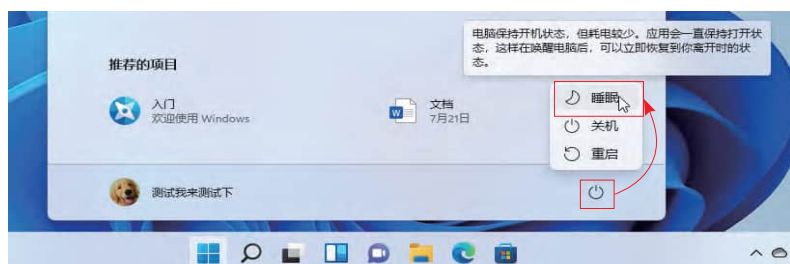 电脑保持开机状态，但耗电较少。应用会一直保持打开状
态，这样在唤醒电脑后，可以立即恢复到你离开时的状
态。
推荐的项目
入门
欢迎使用 Windows
文档
7月21日
睡眠
关机
重启
测试我来测试下